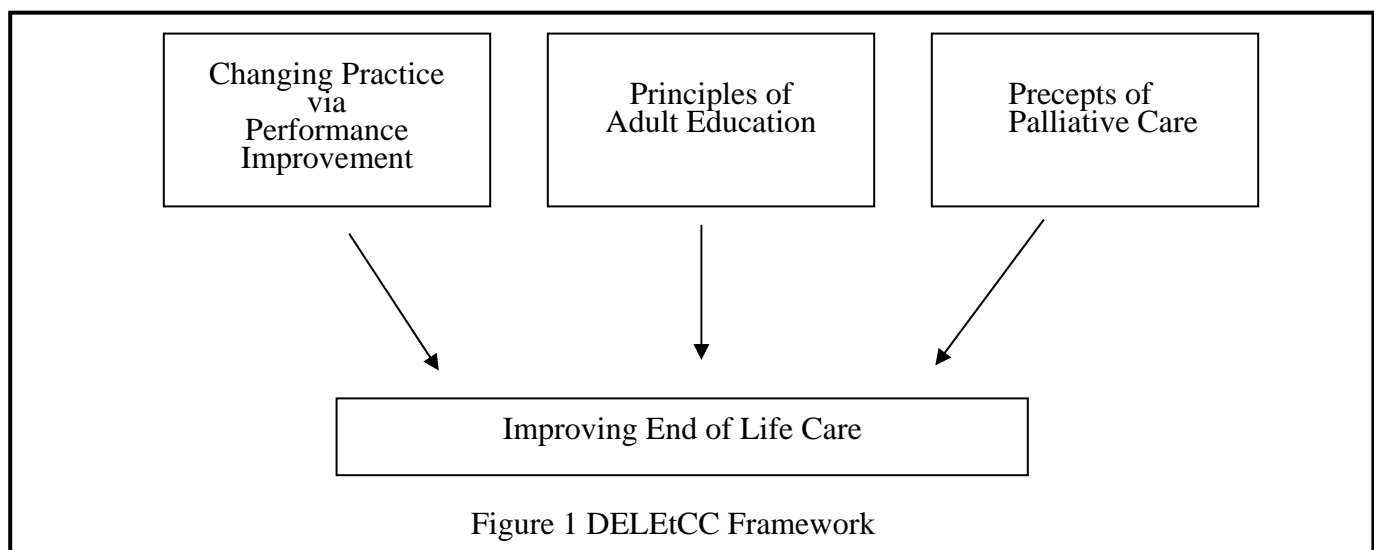 Changing Practice
via
Performance
Improvement
Principles of
Adult Education
Precepts of
Palliative Care
Improving End of Life Care
Figure 1 DELEtCC Framework